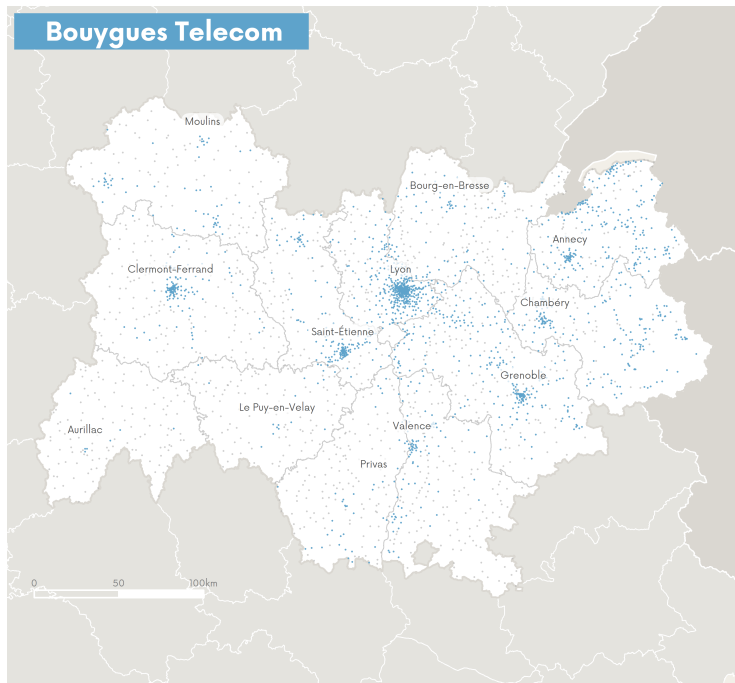 Bouygues Telecom
Moulins
Bourg-en-Bresse
Annecy
Clermont-Ferrand
Lyon
Chambéry
Saint-Étienne
Grenoble
Le Puy-en-Velay
Valence
Aurillac
Privas
0 50 100km